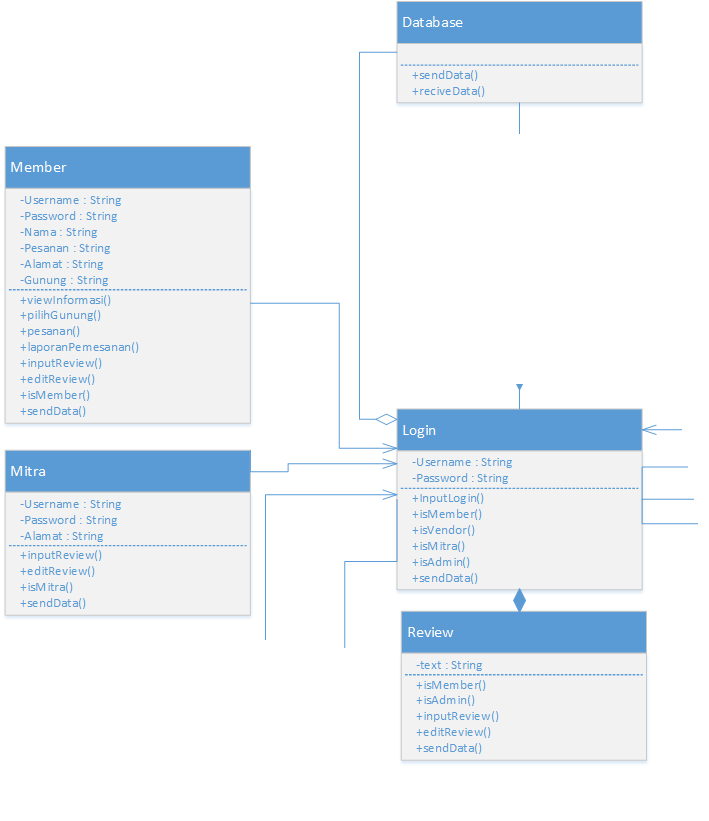 Database
+sendData()
+reciveData()
Member
-Username : String
-Password : String
-Nama : String
-Pesanan : String
-Alamat : String
-Gunung : String
+viewInformasi()
+pilihGunung()
+pesanan()
+laporanPemesanan()
+inputReview()
+editReview()
+isMember()
+sendData()
Mitra
-Username : String
-Password : String
-Alamat : String
+inputReview()
+editReview()
+isMitra()
+sendData()
Login
-Username : String
-Password : String
+InputLogin()
+isMember()
+isVendor()
+isMitra()
+isAdmin()
+sendData()
Review
-text : String
+isMember()
+isAdmin()
+inputReview()
+editReview()
+sendData()